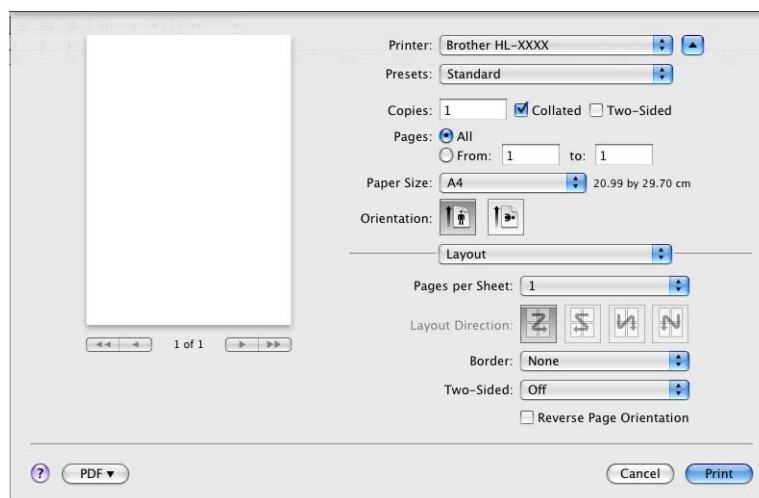 Printer: Brother HL-XXXX
Presets: Standard
Copies: 1 Collated Two-Sided
Pages: All
From: 1 to: 1
Paper Size: A4 20.99 by 29.70 cm
Orientation:
Layout
Pages per Sheet: 1
Layout Direction:
1 of 1
Border: None
Two-Sided: Off
Reverse Page Orientation
? PDF Cancel Print